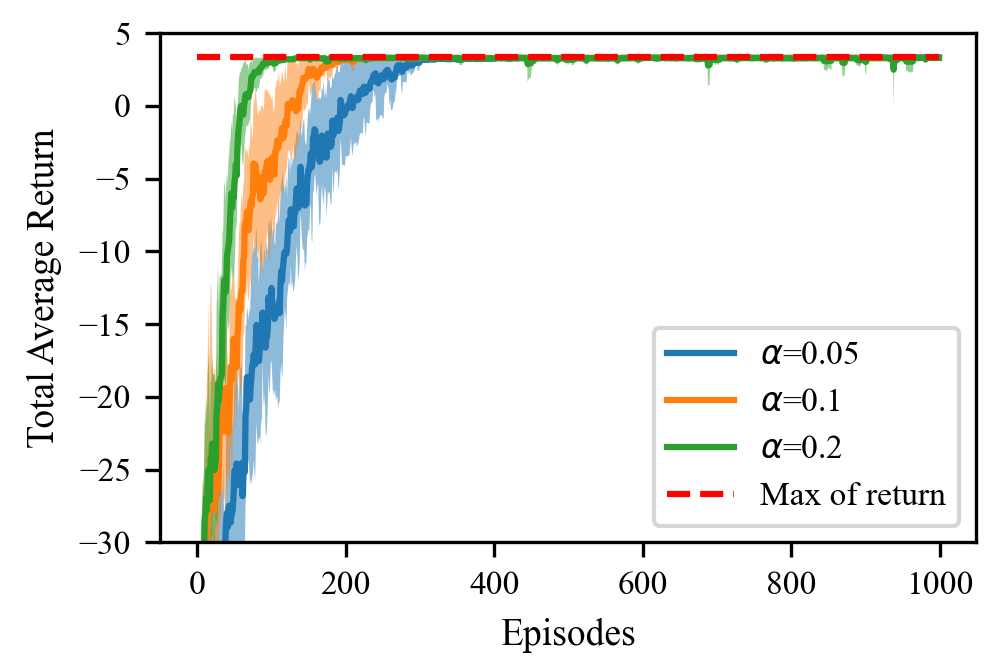 5
0
−5
−10
−15
−20
−25
−30
Total Average Return
0 200 400 600 800 1000
Episodes
α=0.05
α=0.1
α=0.2
Max of return